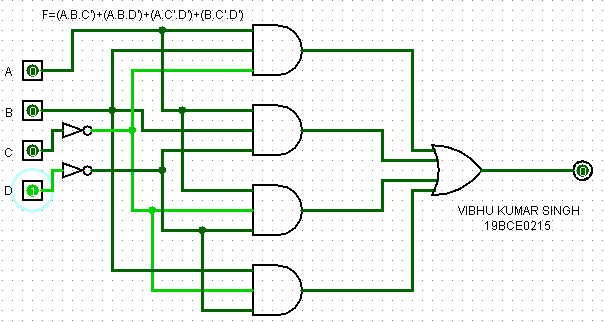 F=(A.B.C')+(A.B.D')+(A.C'.D')+(B.C'.D')
A 0
B 0
C 0
D 1
0
VIBHU KUMAR SINGH
19BCE0215